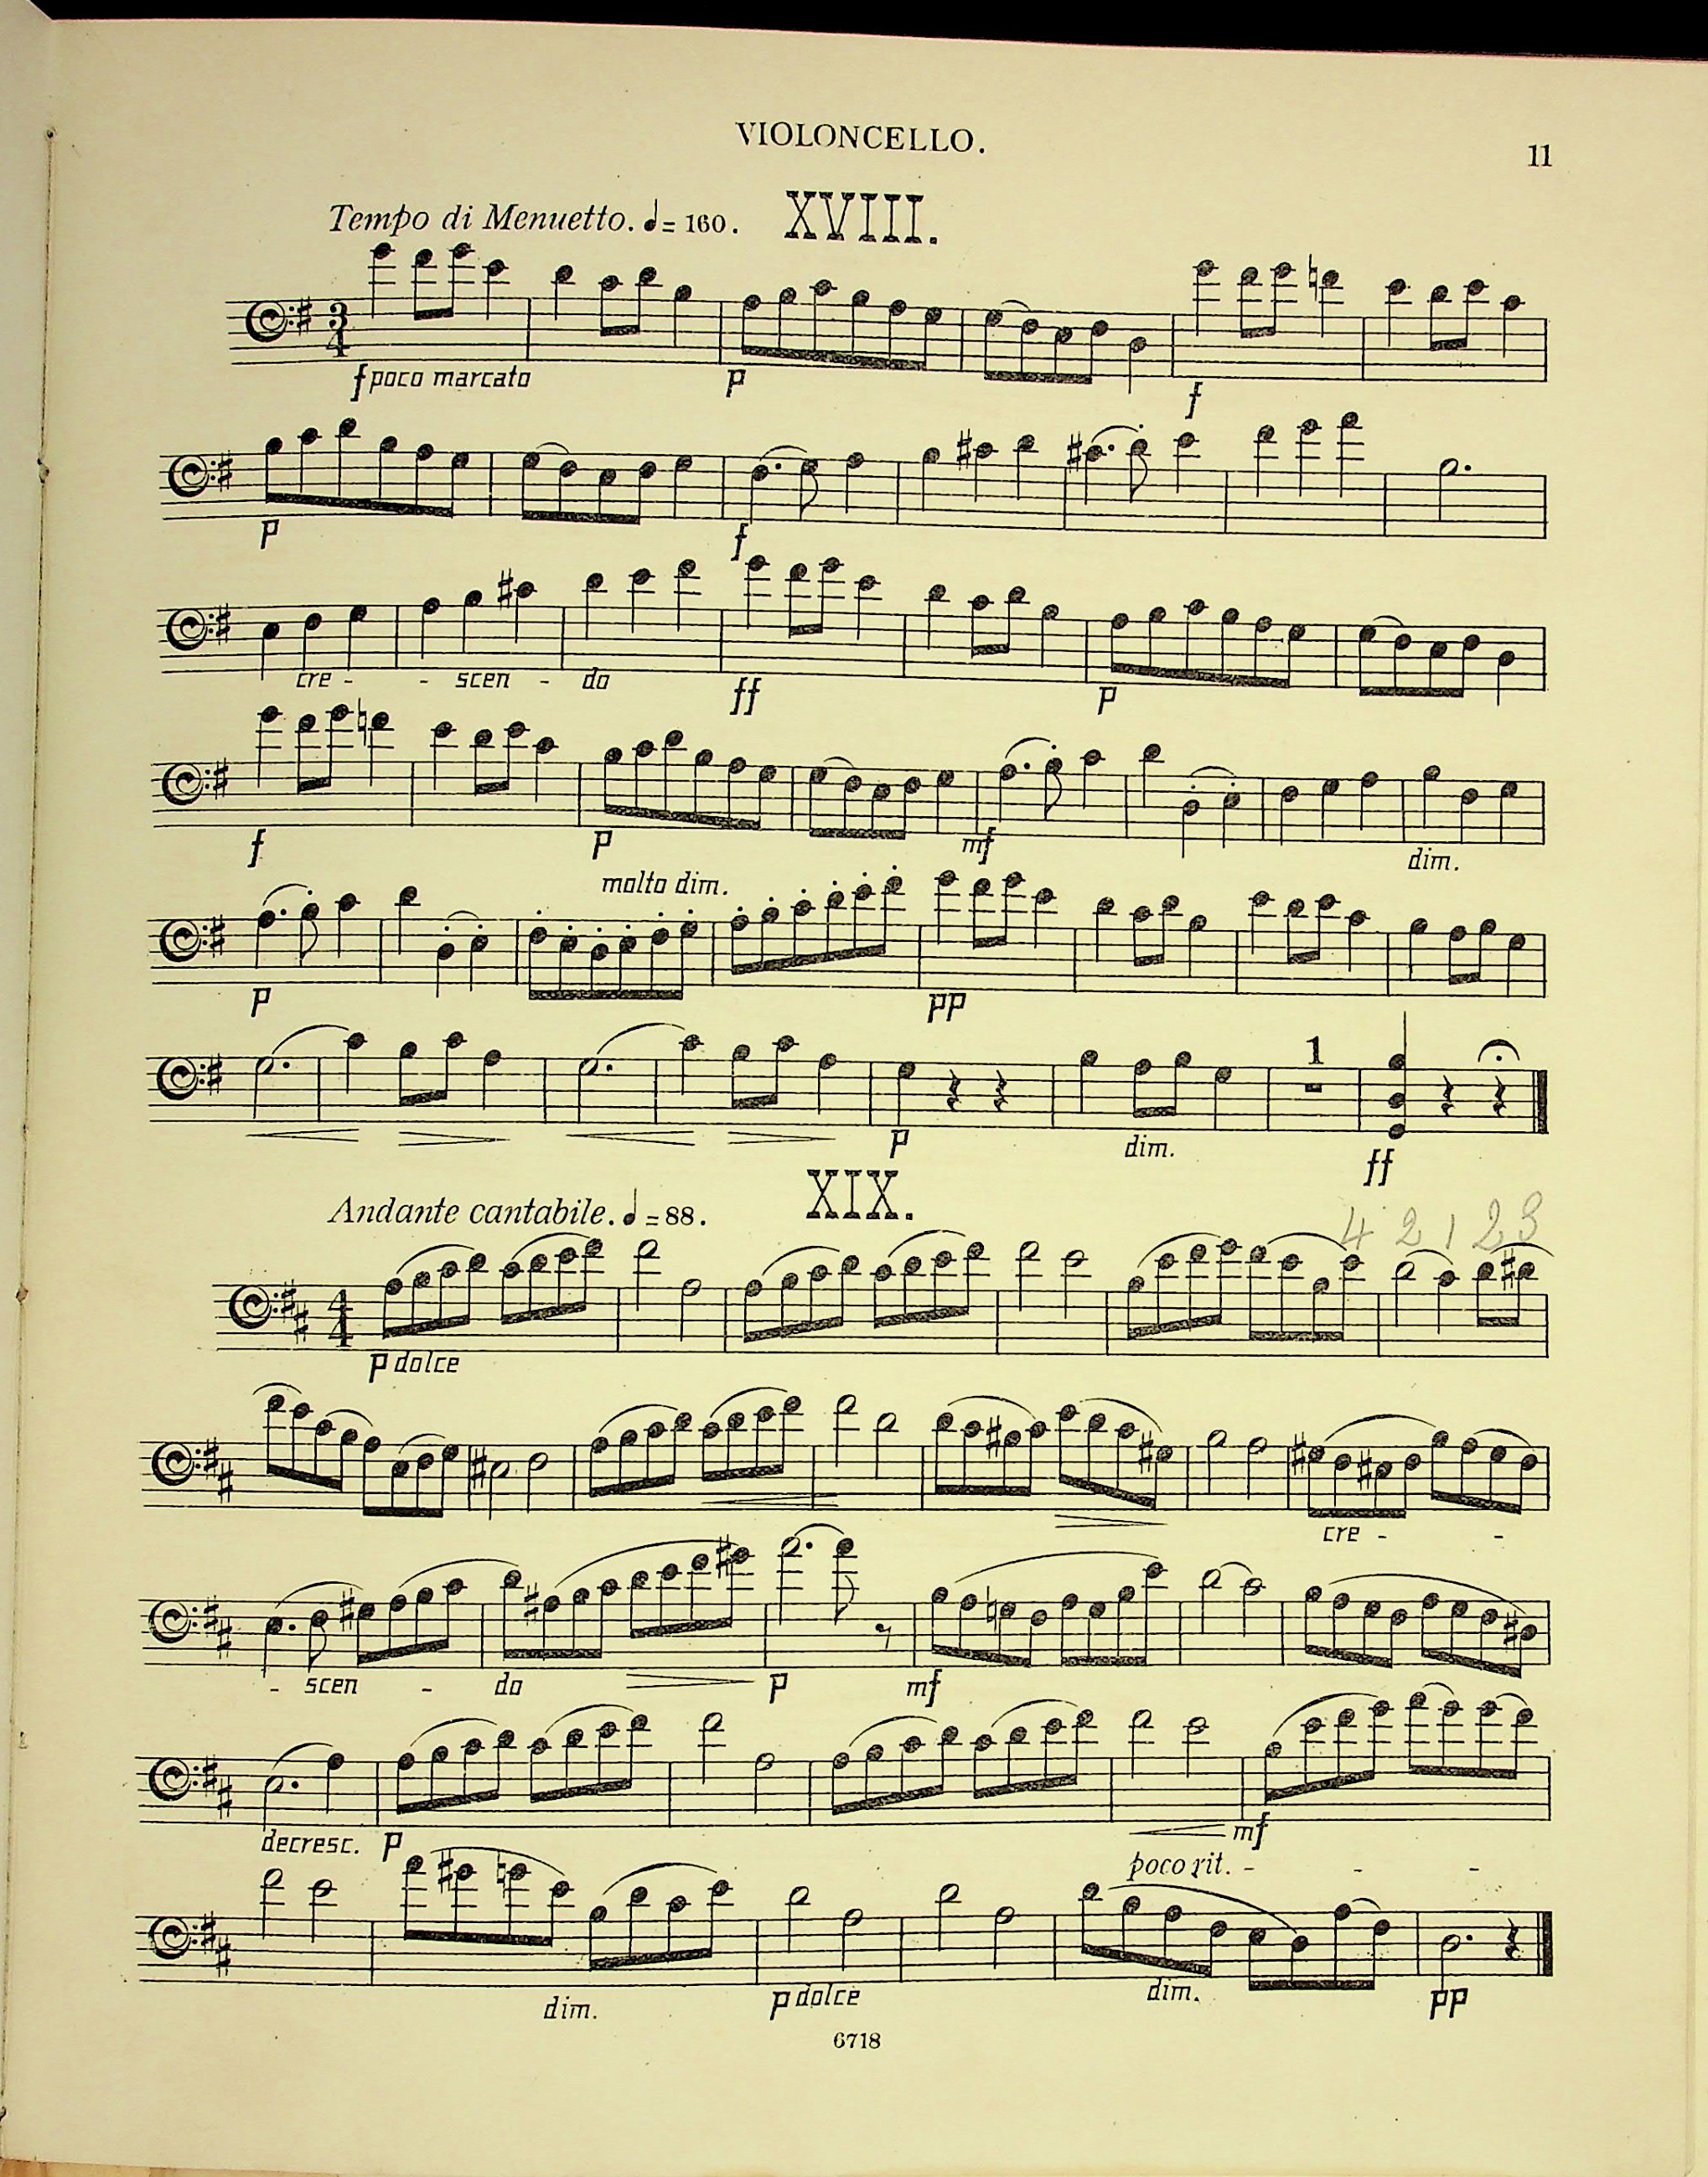 VIOLONCELLO.
11
XVIII.
Tempo di Menuetto. ♩= 160.
3
4
f poco marcato p f
p f
cre - - scen - do ff p
f p mf dim.
molto dim.
p pp
1
p dim. ff
XIX.
Andante cantabile. ♩= 88.
4 2 1 2 3
4
4
p dolce
cre - -
- scen - do p mf
decresc. p mf
poco rit. - - -
dim. p dolce dim. pp
6718